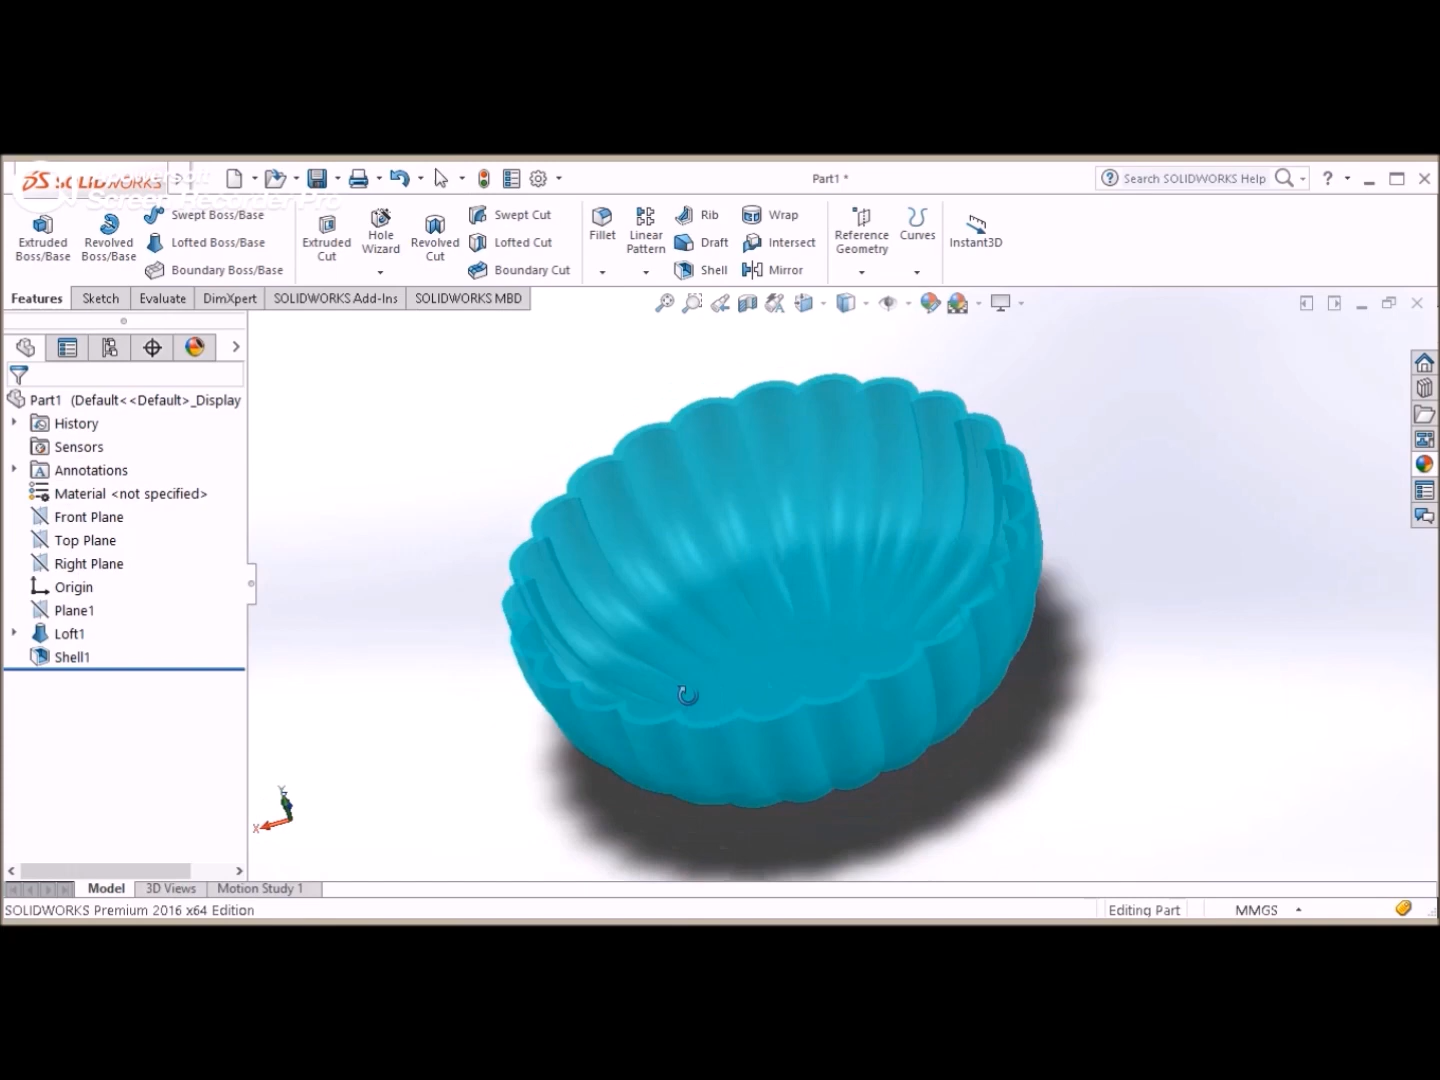 SOLIDWORKS
Screen Recorder Pro
Part1 *
Search SOLIDWORKS Help
?
Extruded Boss/Base
Revolved Boss/Base
Swept Boss/Base
Lofted Boss/Base
Boundary Boss/Base
Extruded Cut
Hole Wizard
Revolved Cut
Swept Cut
Lofted Cut
Boundary Cut
Fillet
Linear Pattern
Rib
Draft
Shell
Wrap
Intersect
Mirror
Reference Geometry
Curves
Instant3D
Features
Sketch
Evaluate
DimXpert
SOLIDWORKS Add-Ins
SOLIDWORKS MBD
Part1 (Default<<Default>_Display
History
Sensors
Annotations
Material <not specified>
Front Plane
Top Plane
Right Plane
Origin
Plane1
Loft1
Shell1
Y
X
Model
3D Views
Motion Study 1
SOLIDWORKS Premium 2016 x64 Edition
Editing Part
MMGS